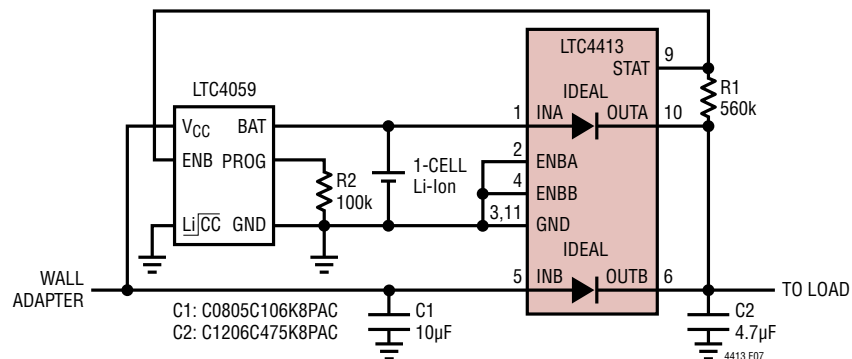 LTC4413
STAT
9
R1
560k
LTC4059
IDEAL
VCC
BAT
1
INA
OUTA
10
ENB
PROG
2
ENBA
R2
100k
1-CELL
Li-Ion
4
ENBB
Li CC
GND
3,11
GND
IDEAL
WALL
ADAPTER
5
INB
OUTB
6
TO LOAD
C1: C0805C106K8PAC
C2: C1206C475K8PAC
C1
10µF
C2
4.7µF
4413 F07